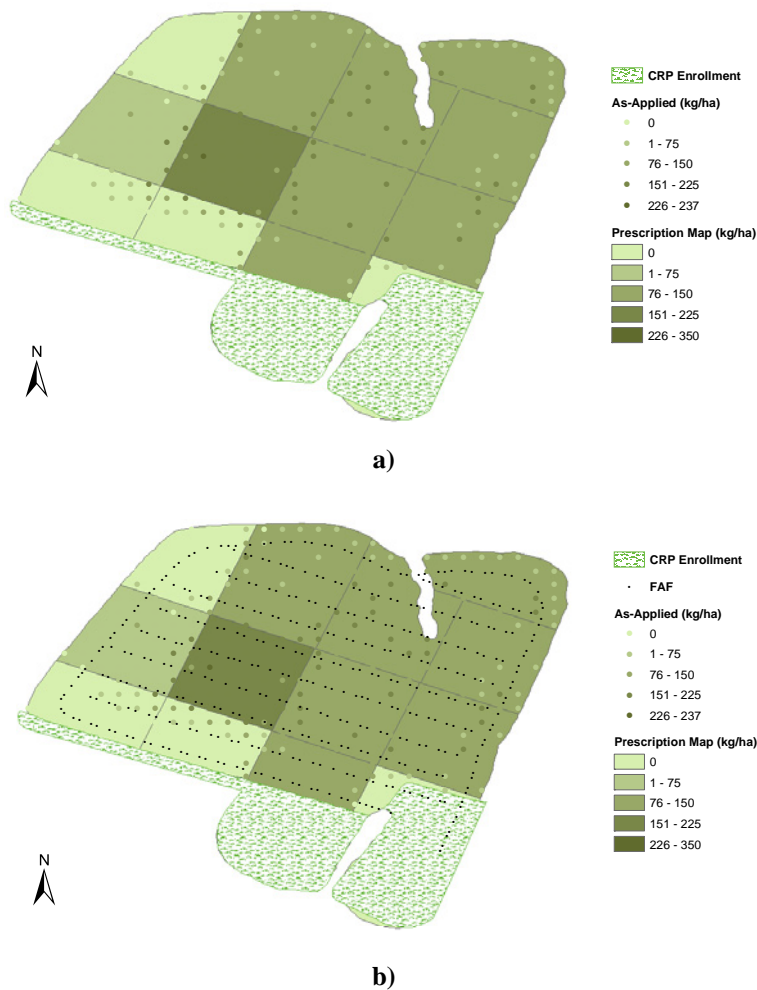 CRP Enrollment
As-Applied (kg/ha)
0
1 - 75
76 - 150
151 - 225
226 - 237
Prescription Map (kg/ha)
0
1 - 75
76 - 150
151 - 225
226 - 350
N
a)
CRP Enrollment
FAF
As-Applied (kg/ha)
0
1 - 75
76 - 150
151 - 225
226 - 237
Prescription Map (kg/ha)
0
1 - 75
76 - 150
151 - 225
226 - 350
N
b)